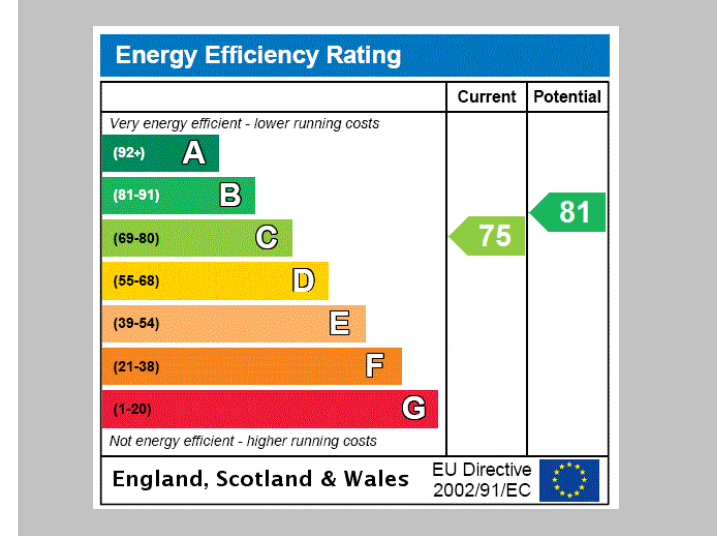 Energy Efficiency Rating
Current Potential
Very energy efficient - lower running costs
(92+) A
(81-91) B
(69-80) C
(55-68) D
(39-54) E
(21-38) F
(1-20) G
75
81
Not energy efficient - higher running costs
England, Scotland & Wales
EU Directive
2002/91/EC